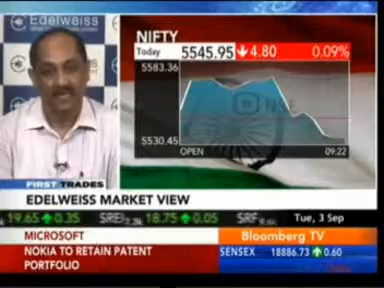 Edelweiss
NIFTY
Today 5545.95 4.80 0.09%
5583.36
NSE
5530.45
OPEN 09:22
Edelweiss
FIRST TRADES
EDELWEISS MARKET VIEW
19.65 0.35 SREI 18.75 0.05 SRF Tue, 3 Sep
MICROSOFT
NOKIA TO RETAIN PATENT
PORTFOLIO
Bloomberg TV
SENSEX 18886.73 0.60